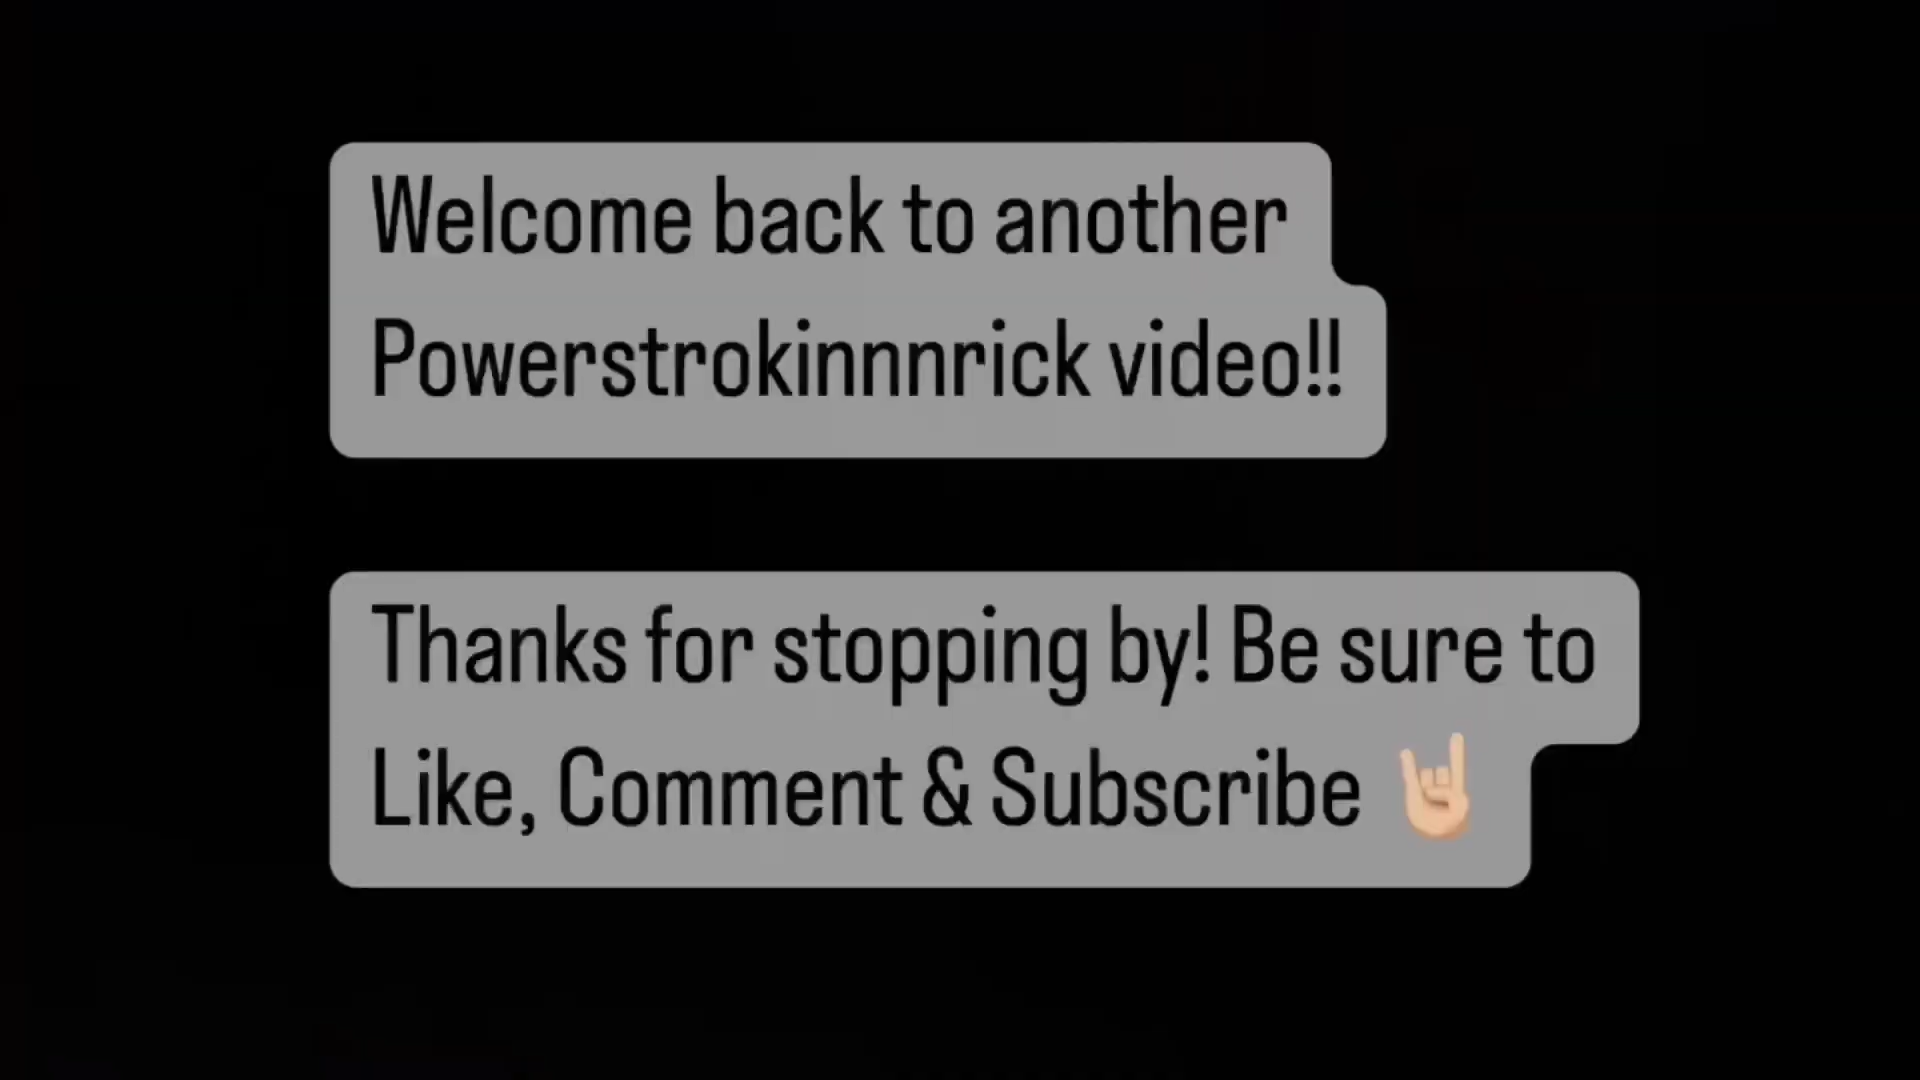 Welcome back to another
Powerstrokinnnrick video!!
Thanks for stopping by! Be sure to
Like, Comment & Subscribe 🤘🏼